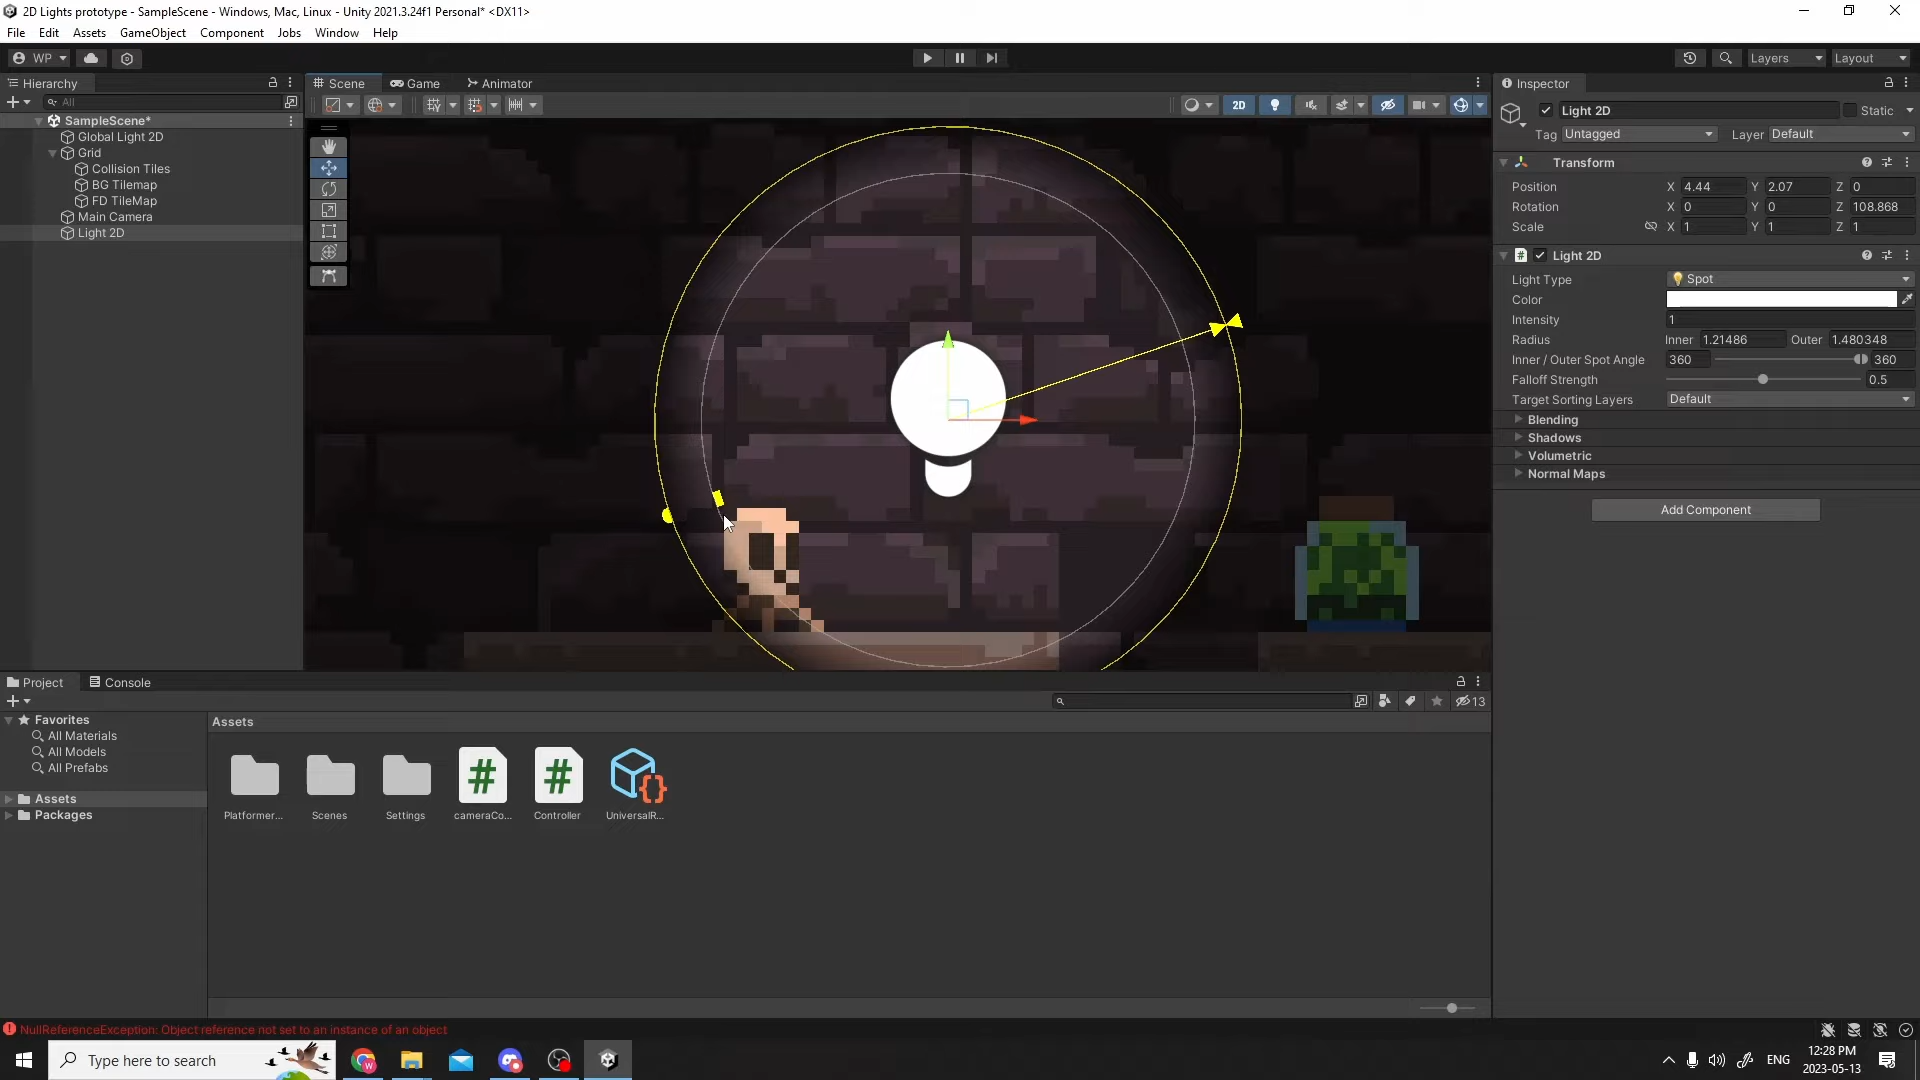 2D Lights prototype - SampleScene - Windows, Mac, Linux - Unity 2021.3.24f1 Personal* <DX11>
File Edit Assets GameObject Component Jobs Window Help
WP Layers Layout
Hierarchy Scene Game Animator Inspector
All 2D Light 2D Static
Tag Untagged Layer Default
SampleScene*
Global Light 2D
Grid
Collision Tiles
BG Tilemap
FD TileMap
Main Camera
Light 2D
Transform
Position X 4.44 Y 2.07 Z 0
Rotation X 0 Y 0 Z 108.868
Scale X 1 Y 1 Z 1
# Light 2D
Light Type Spot
Color
Intensity 1
Radius Inner 1.21486 Outer 1.480348
Inner / Outer Spot Angle 360 360
Falloff Strength 0.5
Target Sorting Layers Default
Blending
Shadows
Volumetric
Normal Maps
Add Component
Project Console
13
Favorites
All Materials
All Models
All Prefabs
Assets
Packages
Assets
# # {}
Platformer... Scenes Settings cameraCo... Controller UniversalR...
NullReferenceException: Object reference not set to an instance of an object
Type here to search
W
ENG
12:28 PM
2023-05-13